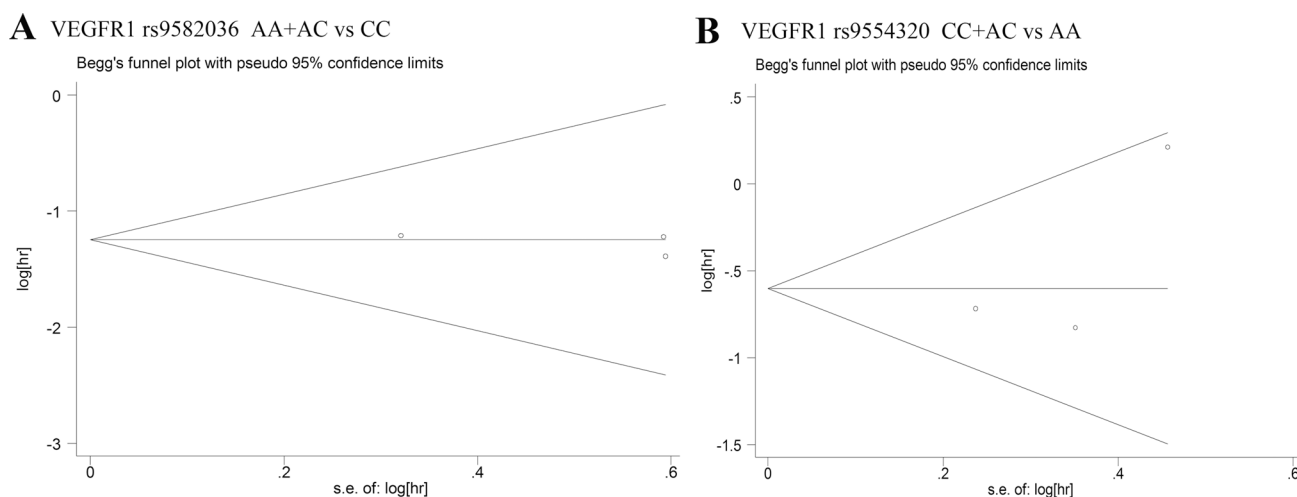 A VEGFR1 rs9582036 AA+AC vs CC
Begg's funnel plot with pseudo 95% confidence limits
0
-1
-2
-3
log[hr]
0 .2 .4 .6
s.e. of: log[hr]
B VEGFR1 rs9554320 CC+AC vs AA
Begg's funnel plot with pseudo 95% confidence limits
.5
0
-.5
-1
-1.5
log[hr]
0 .2 .4 .6
s.e. of: log[hr]